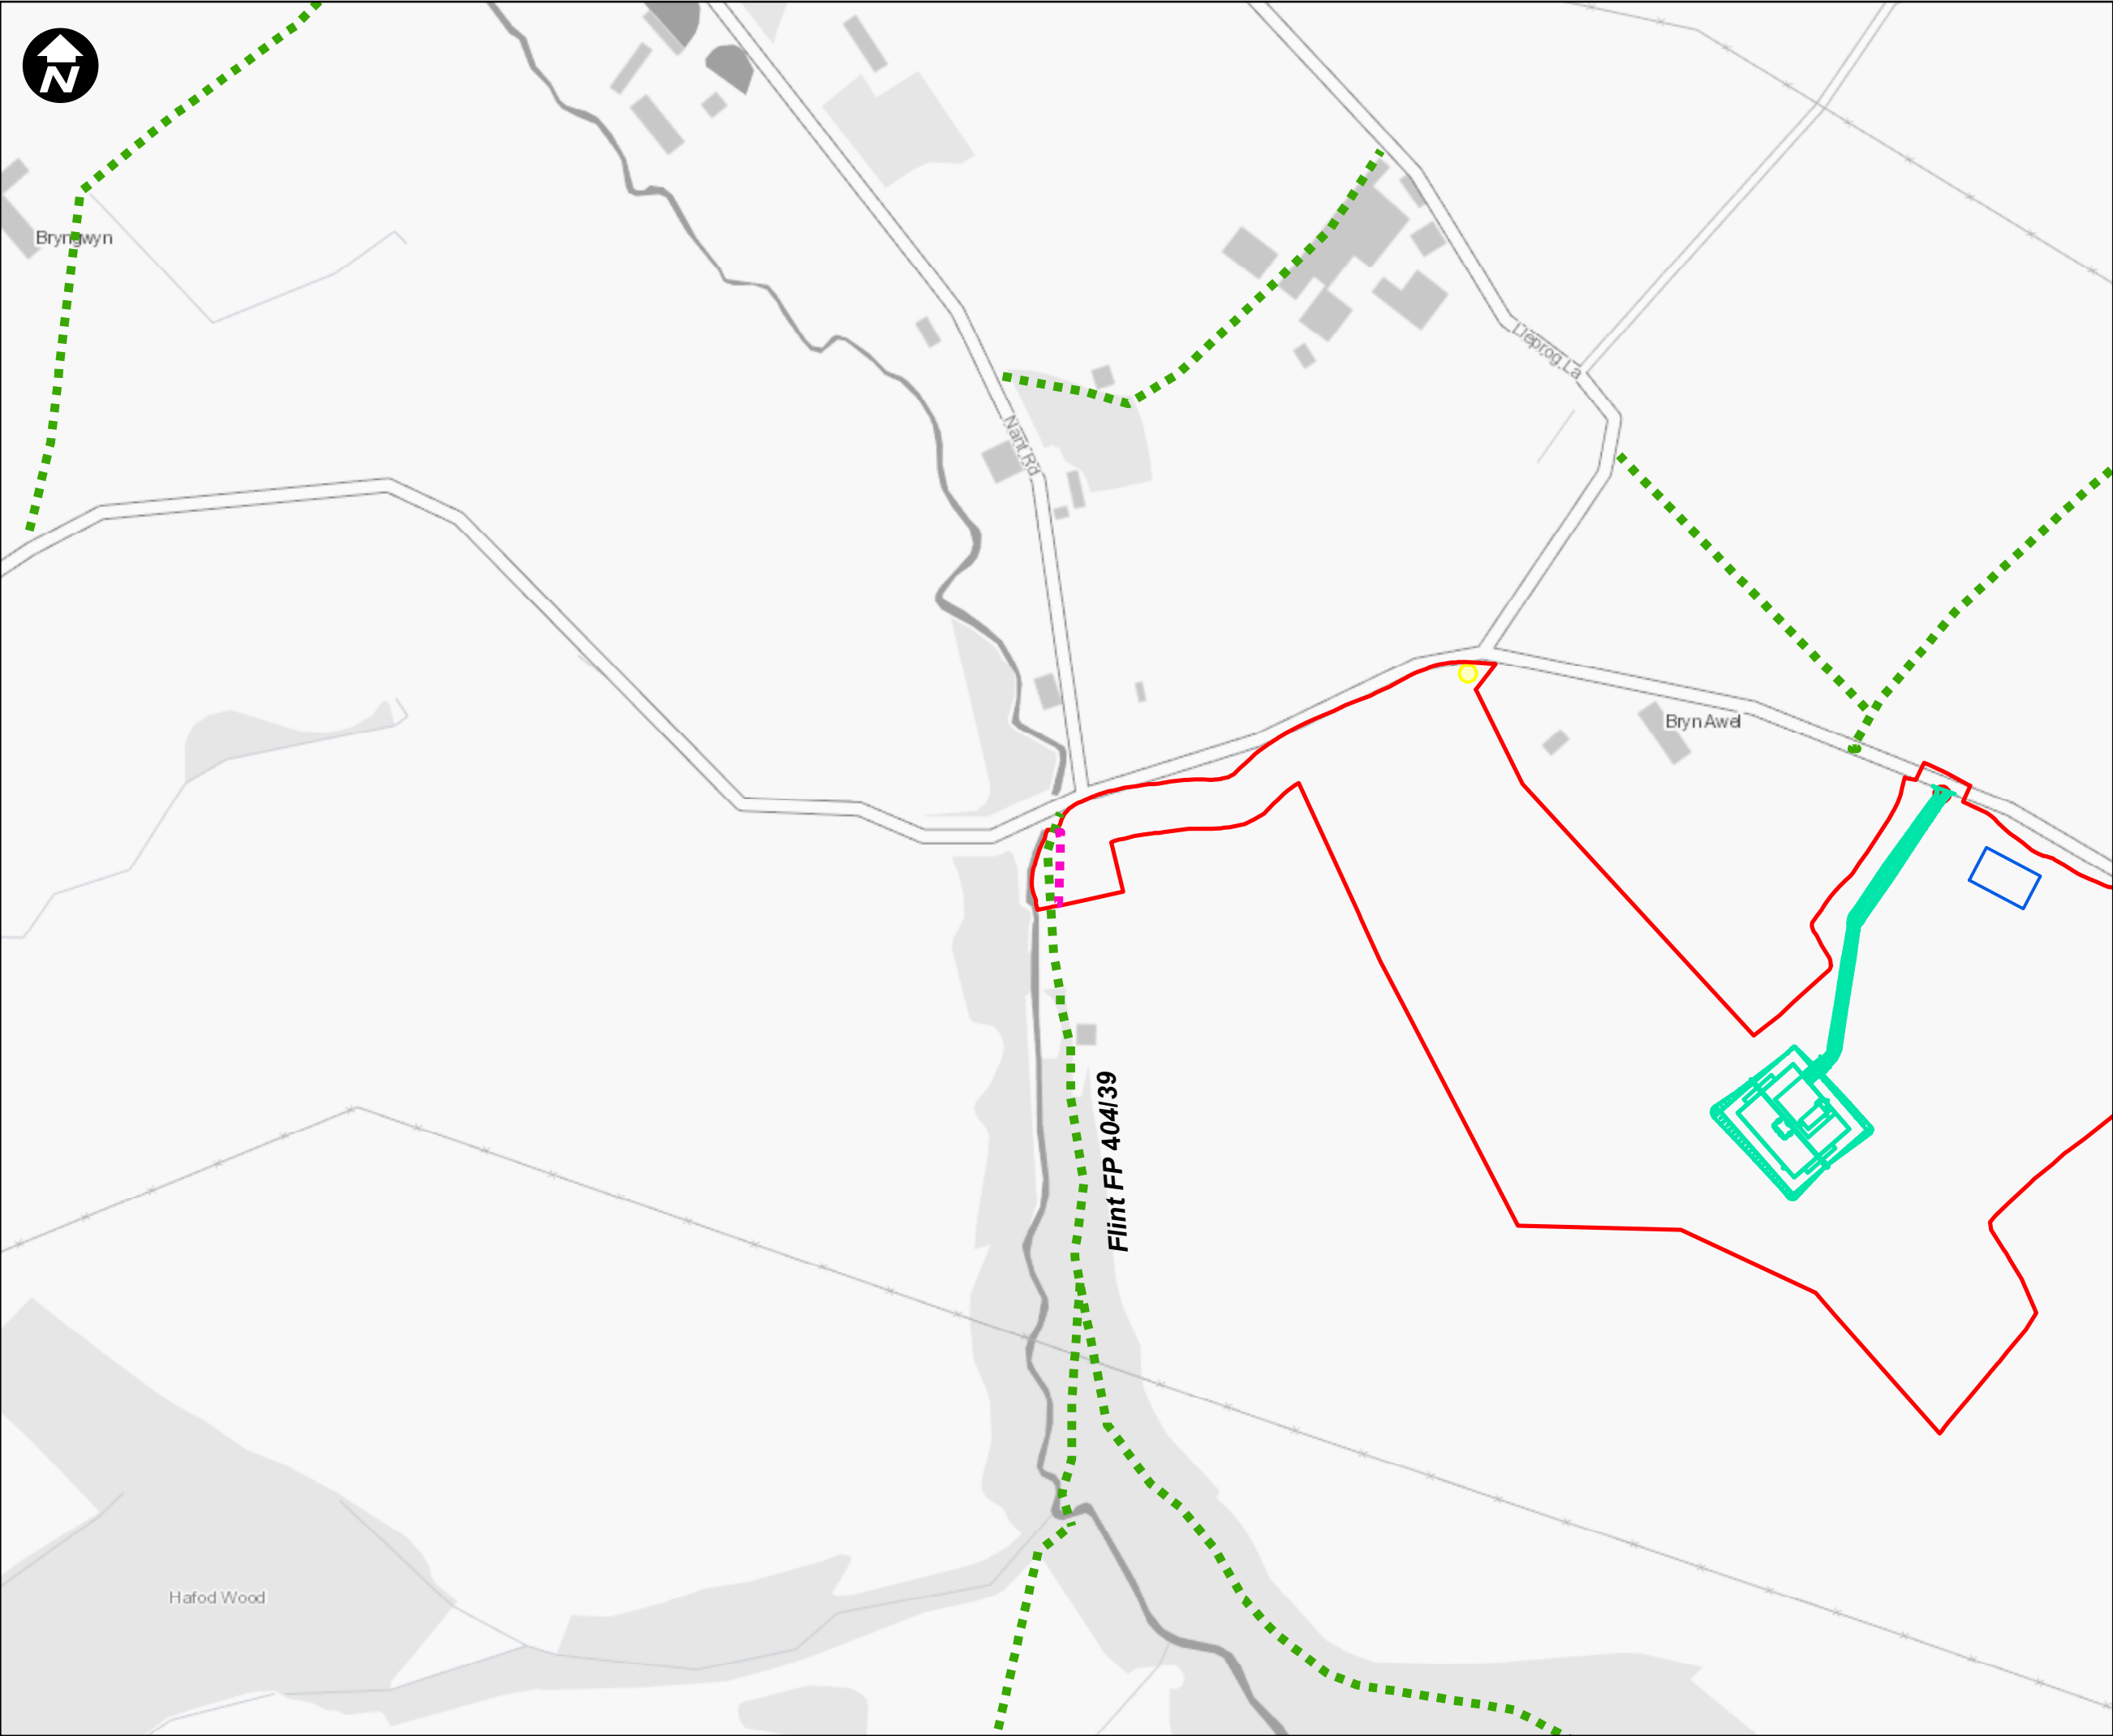 N
Bryngwyn
Lleprog La
Nant Rd
Bryn Awel
Flint FP 404/39
Hafod Wood